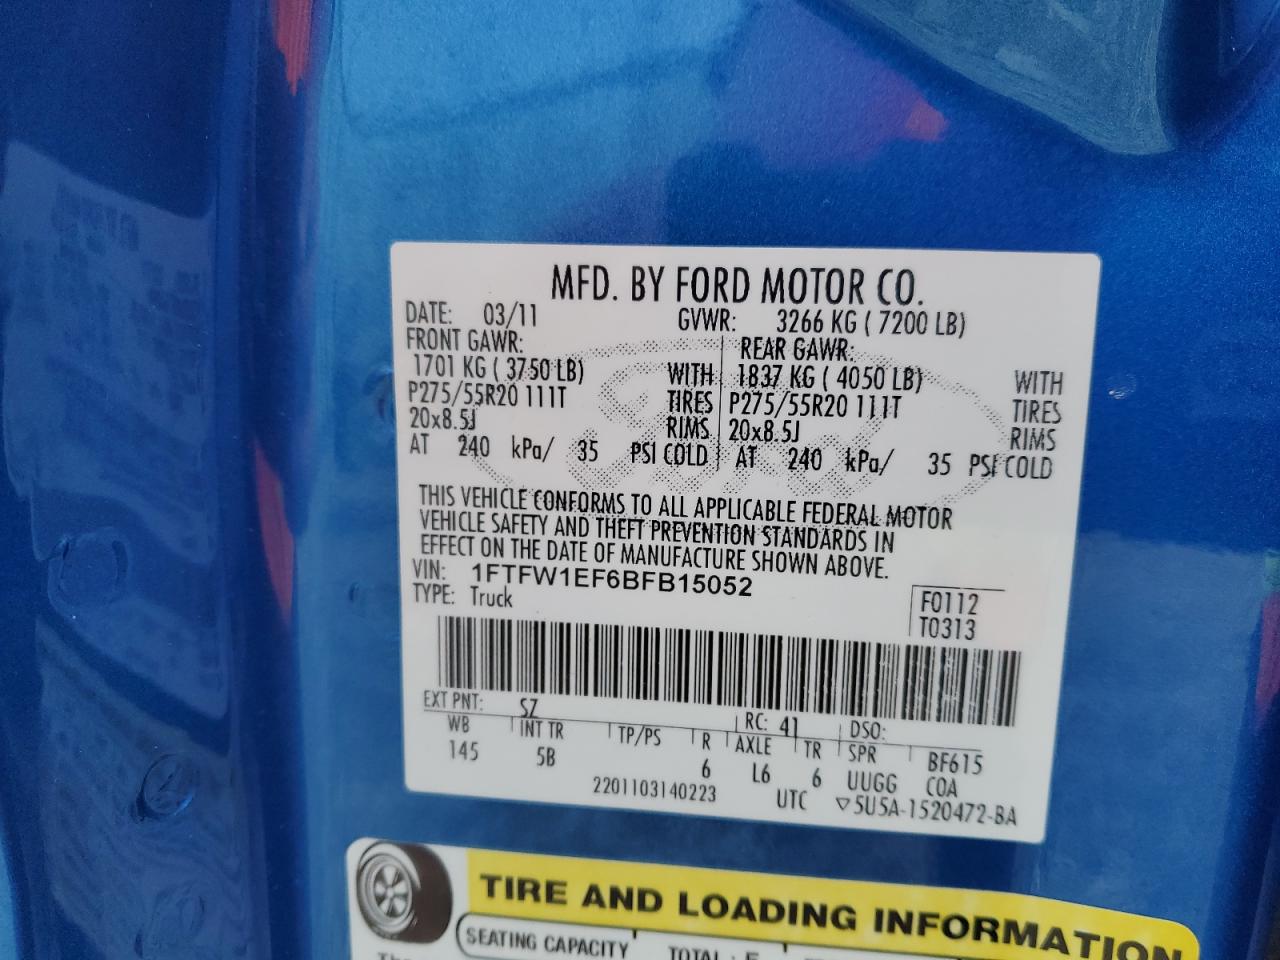 MFD. BY FORD MOTOR CO.
DATE: 03/11 GVWR: 3266 KG ( 7200 LB)
FRONT GAWR: REAR GAWR:
1701 KG ( 3750 LB) WITH 1837 KG ( 4050 LB) WITH
P275/55R20 111T TIRES P275/55R20 111T TIRES
20x8.5J RIMS 20x8.5J RIMS
AT 240 kPa/ 35 PSI COLD AT 240 kPa/ 35 PSI COLD
THIS VEHICLE CONFORMS TO ALL APPLICABLE FEDERAL MOTOR
VEHICLE SAFETY AND THEFT PREVENTION STANDARDS IN
EFFECT ON THE DATE OF MANUFACTURE SHOWN ABOVE.
VIN: 1FTFW1EF6BFB15052
TYPE: Truck
F0112
T0313
EXT PNT: SZ RC: 41 DSO:
WB INT TR TP/PS R AXLE TR SPR BF615
145 5B 6 L6 6 UUGG COA
2201103140223 UTC ▽5U5A-1520472-BA
TIRE AND LOADING INFORMATION
SEATING CAPACITY TOTAL :